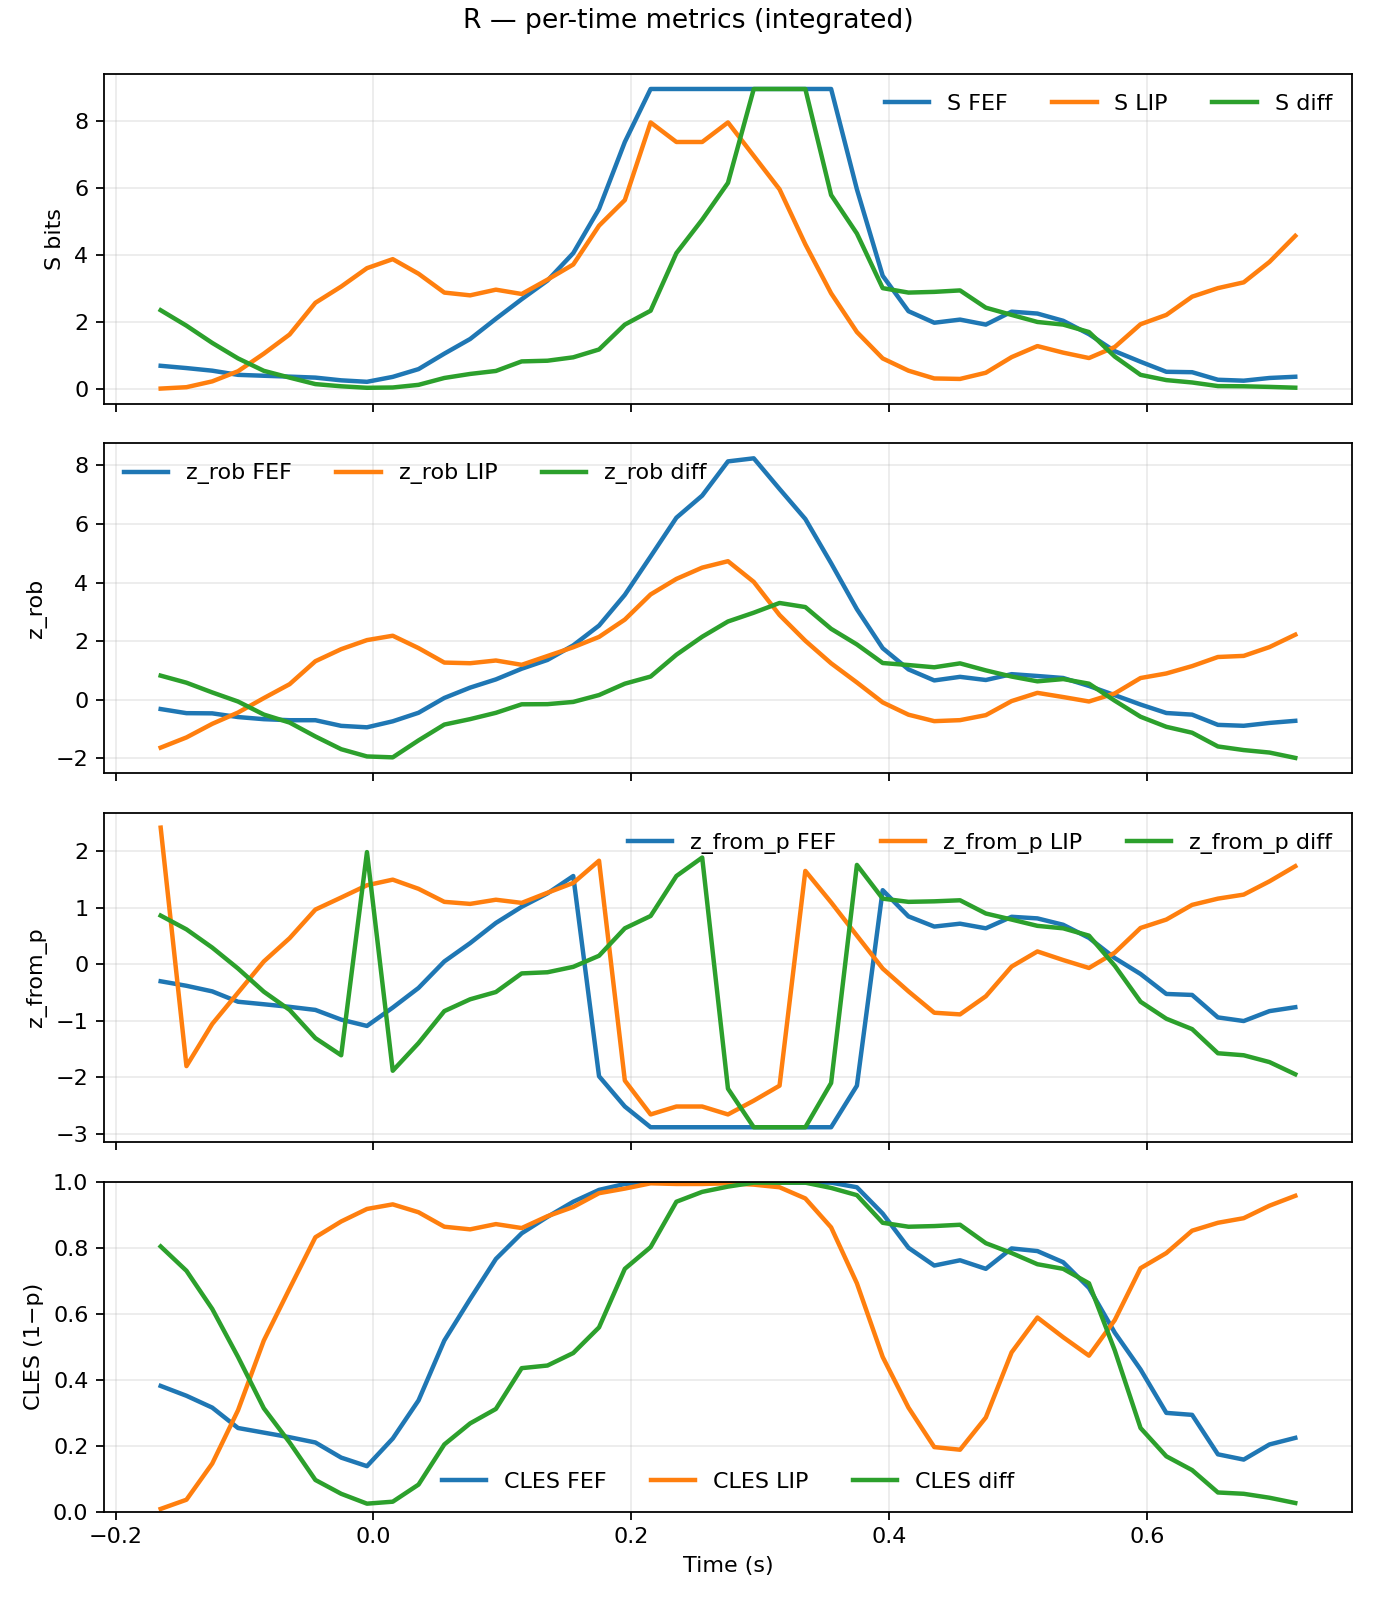 R — per-time metrics (integrated)
S FEF S LIP S diff
S bits
8
6
4
2
0
z_rob FEF z_rob LIP z_rob diff
z_rob
8
6
4
2
0
−2
z_from_p FEF z_from_p LIP z_from_p diff
z_from_p
2
1
0
−1
−2
−3
CLES (1−p)
1.0
0.8
0.6
0.4
0.2
0.0
CLES FEF CLES LIP CLES diff
−0.2 0.0 0.2 0.4 0.6
Time (s)